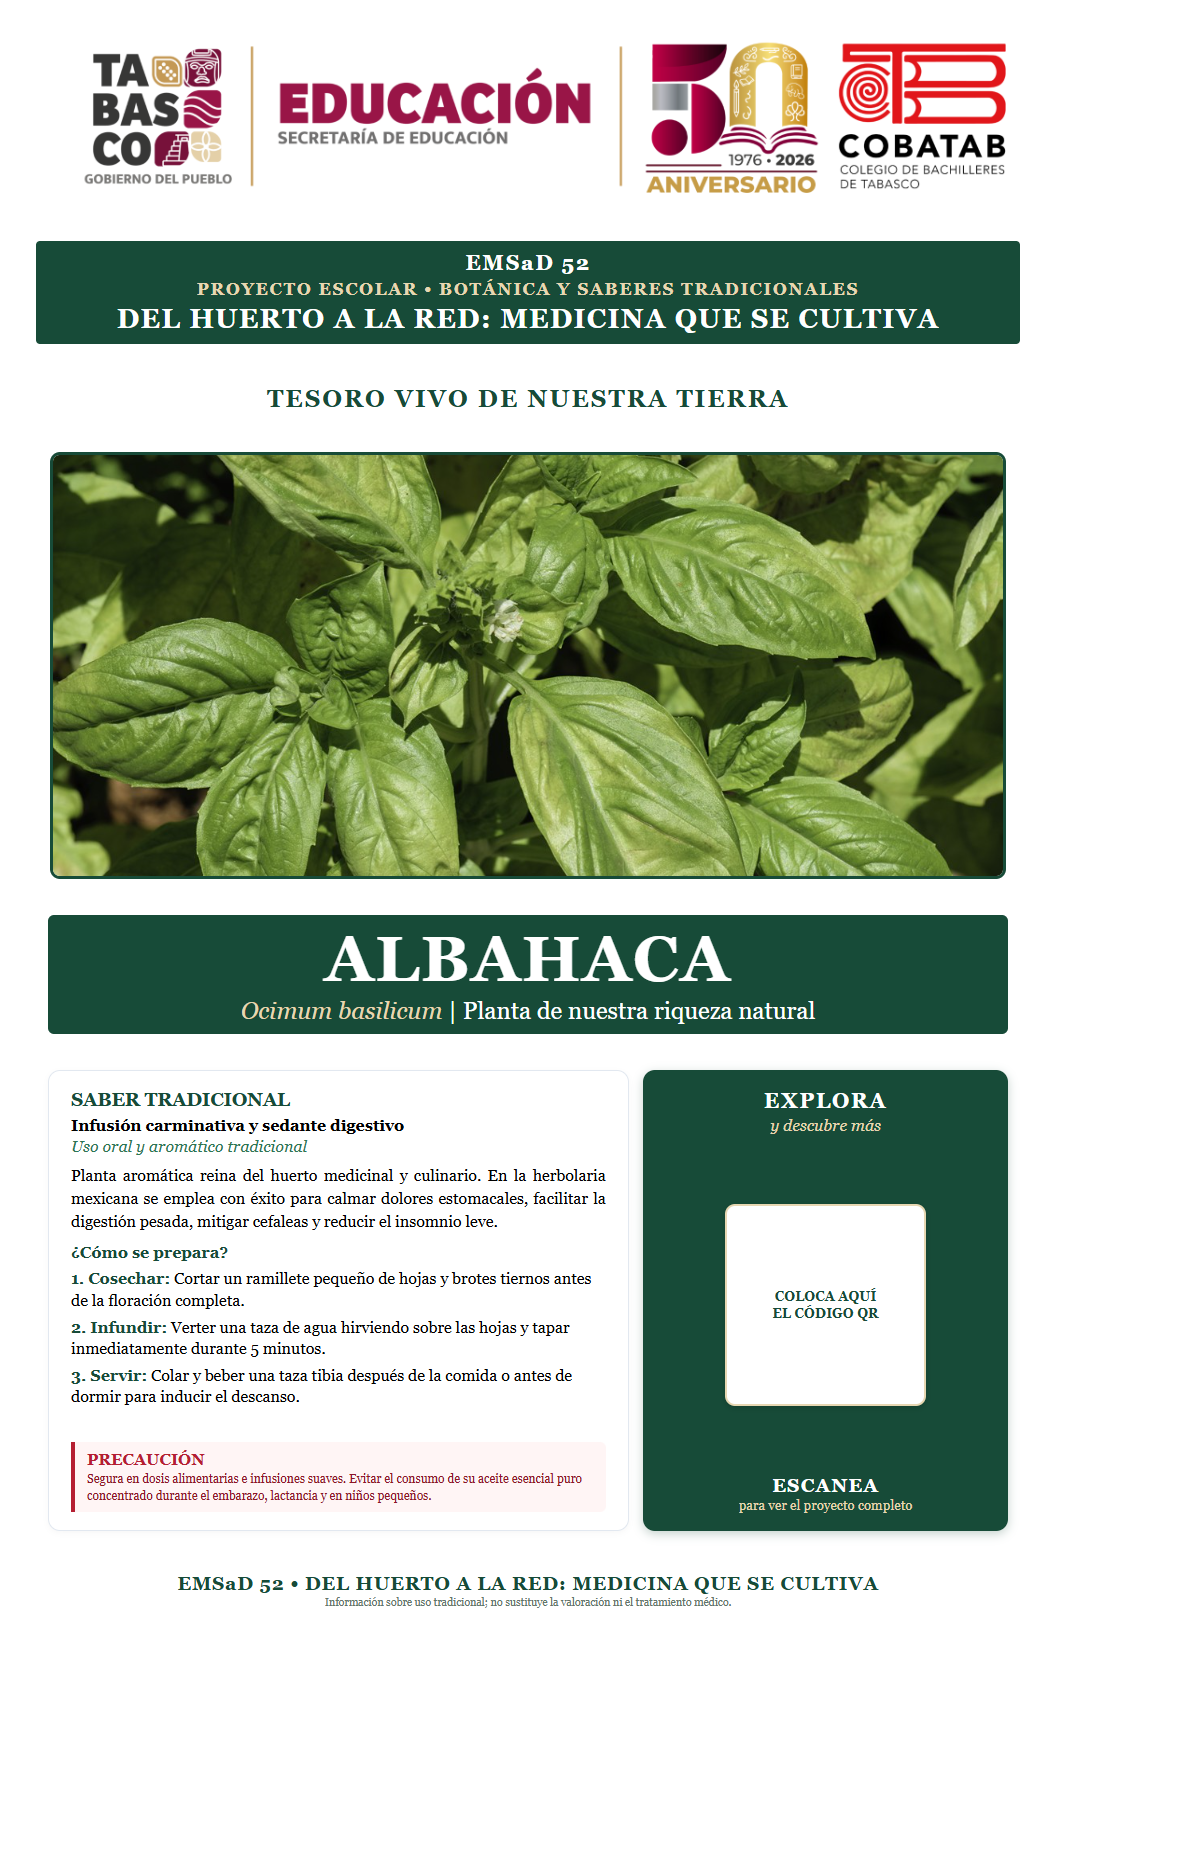 TA
BAS
CO
GOBIERNO DEL PUEBLO
EDUCACIÓN
SECRETARÍA DE EDUCACIÓN
50
1976 • 2026
ANIVERSARIO
COBATAB
COLEGIO DE BACHILLERES
DE TABASCO
EMSaD 52
PROYECTO ESCOLAR • BOTÁNICA Y SABERES TRADICIONALES
DEL HUERTO A LA RED: MEDICINA QUE SE CULTIVA
TESORO VIVO DE NUESTRA TIERRA
ALBAHACA
Ocimum basilicum | Planta de nuestra riqueza natural
SABER TRADICIONAL
Infusión carminativa y sedante digestivo
Uso oral y aromático tradicional
Planta aromática reina del huerto medicinal y culinario. En la herbolaria
mexicana se emplea con éxito para calmar dolores estomacales, facilitar la
digestión pesada, mitigar cefaleas y reducir el insomnio leve.
¿Cómo se prepara?
1. Cosechar: Cortar un ramillete pequeño de hojas y brotes tiernos antes
de la floración completa.
2. Infundir: Verter una taza de agua hirviendo sobre las hojas y tapar
inmediatamente durante 5 minutos.
3. Servir: Colar y beber una taza tibia después de la comida o antes de
dormir para inducir el descanso.
PRECAUCIÓN
Segura en dosis alimentarias e infusiones suaves. Evitar el consumo de su aceite esencial puro
concentrado durante el embarazo, lactancia y en niños pequeños.
EXPLORA
y descubre más
COLOCA AQUÍ
EL CÓDIGO QR
ESCANEA
para ver el proyecto completo
EMSaD 52 • DEL HUERTO A LA RED: MEDICINA QUE SE CULTIVA
Información sobre uso tradicional; no sustituye la valoración ni el tratamiento médico.